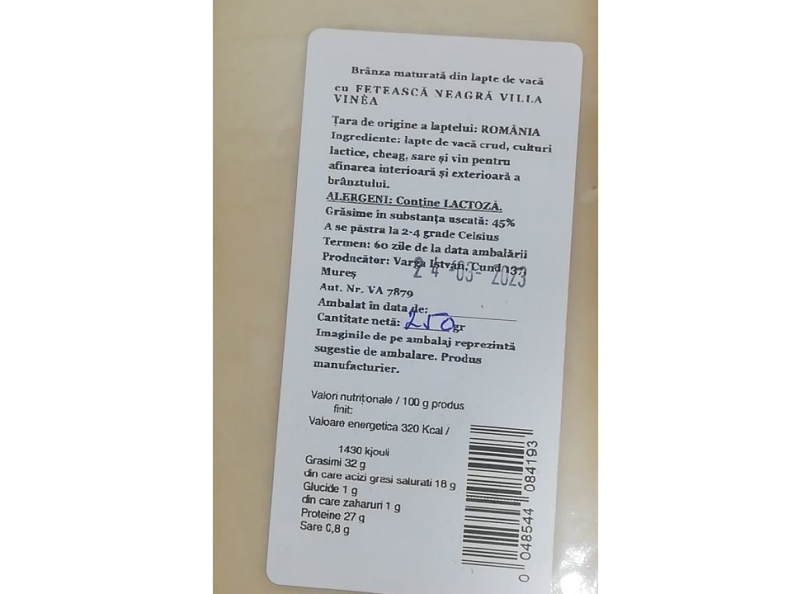 Brânza maturată din lapte de vacă
cu FETEASCĂ NEAGRĂ VILLA
VINÈA
Țara de origine a laptelui: ROMÂNIA
Ingrediente: lapte de vacă crud, culturi
lactice, cheag, sare și vin pentru
afinarea interioară și exterioară a
brânztului.
ALERGENI: Conține LACTOZĂ.
Grăsime în substanța uscată: 45%
A se păstra la 2-4 grade Celsius
Termen: 60 zile de la data ambalării
Producător: Varga István, Cund 137,
24 -03- 2023
Mureș
Aut. Nr. VA 7879
Ambalat în data de:
Cantitate netă: 250 gr
Imaginile de pe ambalaj reprezintă
sugestie de ambalare. Produs
manufacturier.
Valori nutriționale / 100 g produs
finit:
Valoare energetica 320 Kcal /
1430 kjouli
Grasimi 32 g
din care acizi grasi saturati 18 g
Glucide 1 g
din care zaharuri 1 g
Proteine 27 g
Sare 0,8 g
0 048544 084193